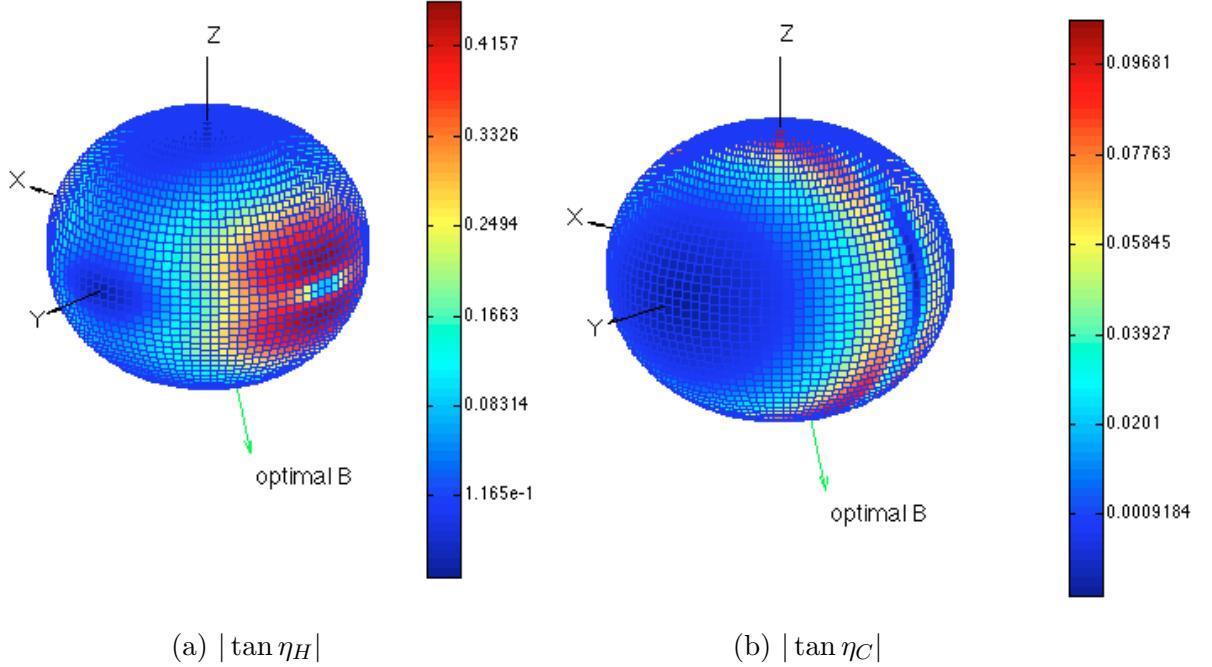 Z
0.4157
0.3326
X
0.2494
Y
0.1663
0.08314
optimal B
1.165e-1
(a) | tan η_H|
Z
0.09681
0.07763
X
0.05845
Y
0.03927
0.0201
optimal B
0.0009184
(b) | tan η_C|